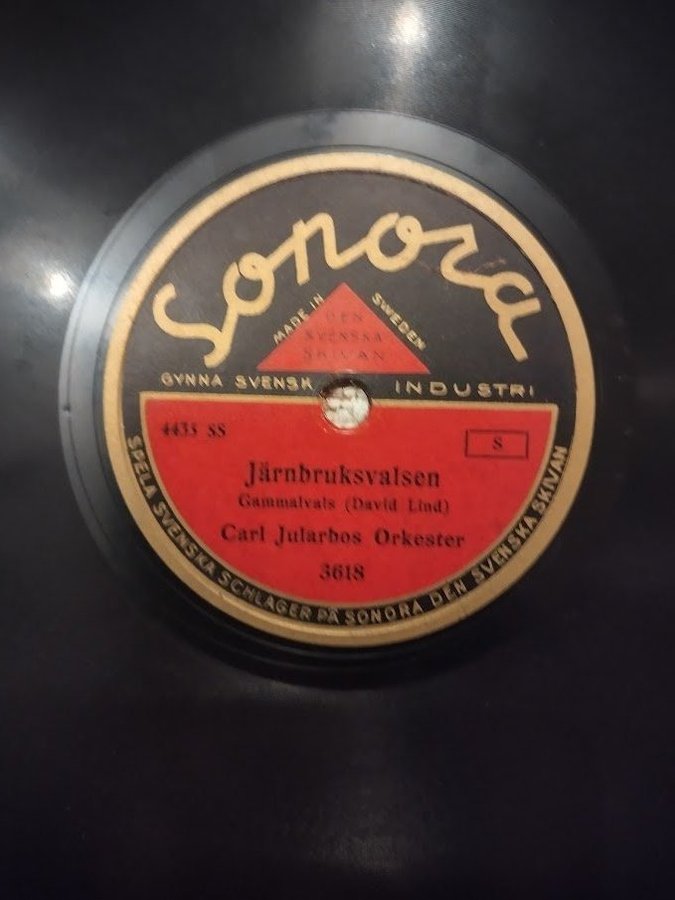 Sonora
MADE IN SWEDEN
DEN
SVENSKA
SKIVAN
GYNNA SVENSK INDUSTRI
4435 SS
S
Järnbruksvalsen
Gammalvals (David Lind)
Carl Jularbos Orkester
3618
SPELA SVENSKA SCHLAGER PÅ SONORA DEN SVENSKA SKIVAN